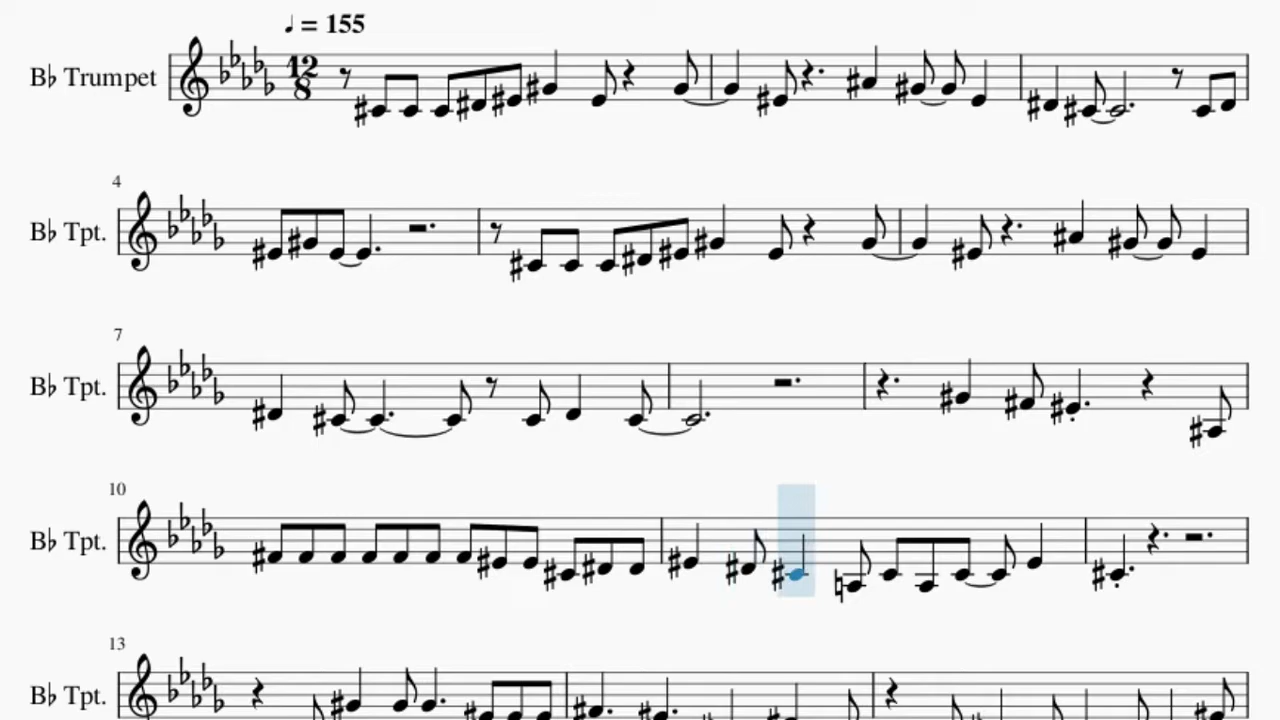 ♩ = 155
B♭ Trumpet
12
8
4
B♭ Tpt.
7
B♭ Tpt.
10
B♭ Tpt.
13
B♭ Tpt.